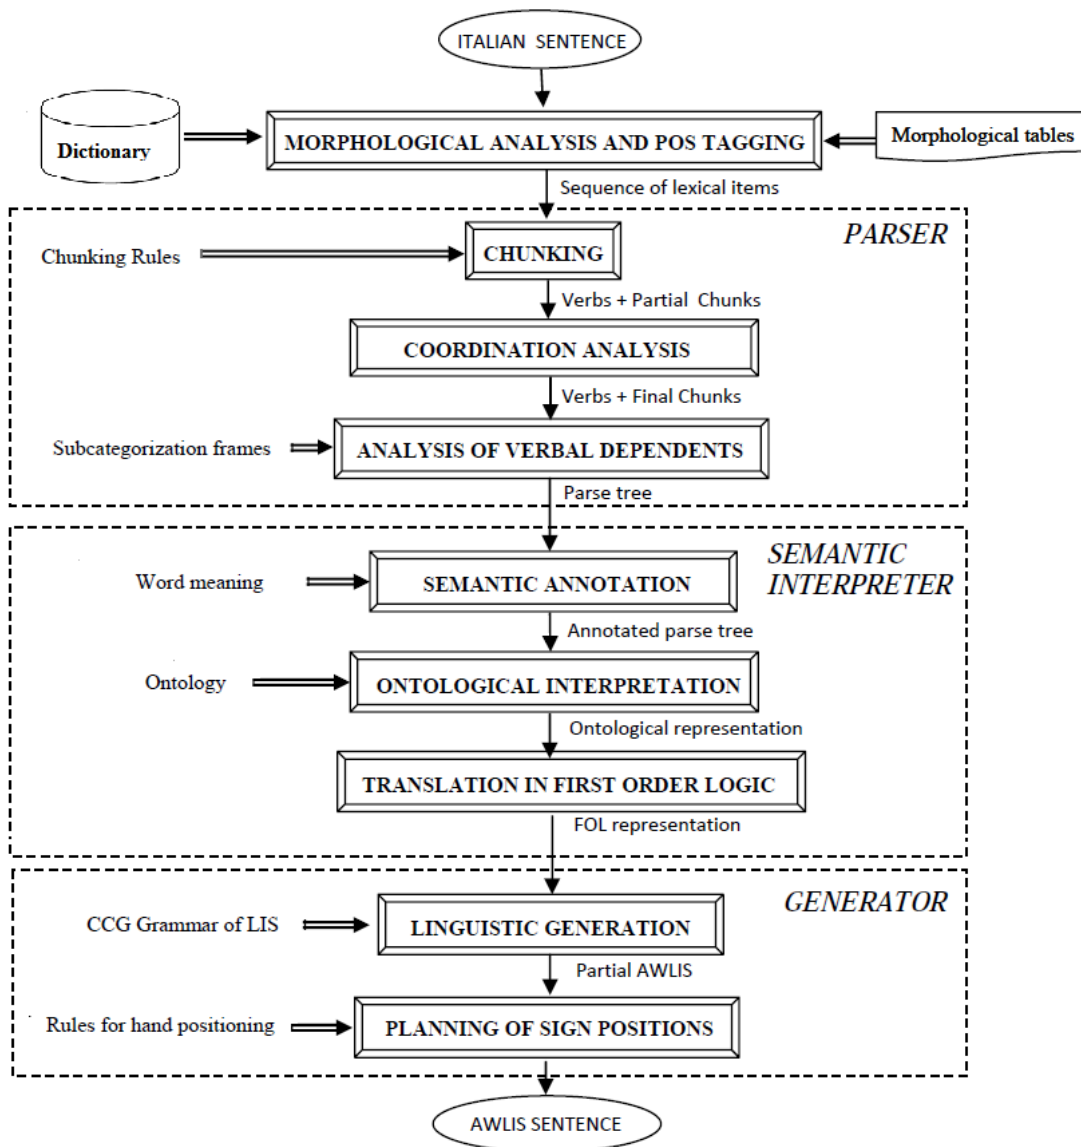 ITALIAN SENTENCE
Dictionary
MORPHOLOGICAL ANALYSIS AND POS TAGGING
Morphological tables
Sequence of lexical items
PARSER
Chunking Rules
CHUNKING
Verbs + Partial Chunks
COORDINATION ANALYSIS
Verbs + Final Chunks
Subcategorization frames
ANALYSIS OF VERBAL DEPENDENTS
Parse tree
SEMANTIC
INTERPRETER
Word meaning
SEMANTIC ANNOTATION
Annotated parse tree
Ontology
ONTOLOGICAL INTERPRETATION
Ontological representation
TRANSLATION IN FIRST ORDER LOGIC
FOL representation
GENERATOR
CCG Grammar of LIS
LINGUISTIC GENERATION
Partial AWLIS
Rules for hand positioning
PLANNING OF SIGN POSITIONS
AWLIS SENTENCE